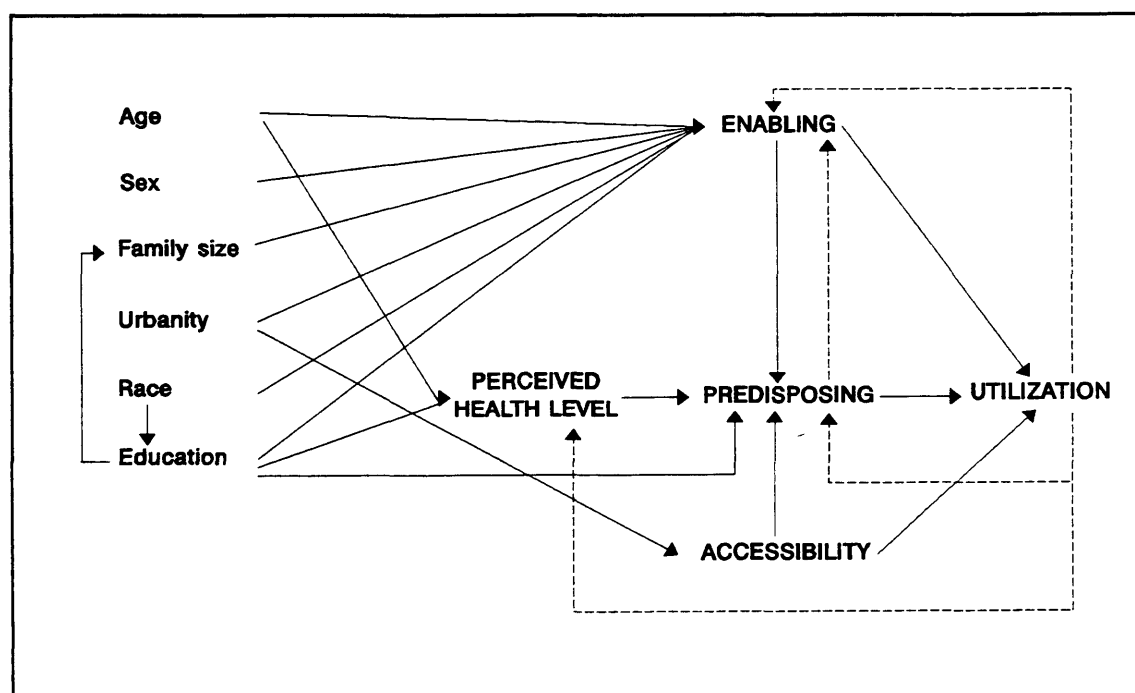 Age
ENABLING
Sex
Family size
Urbanity
Race
PERCEIVED
HEALTH LEVEL
PREDISPOSING
UTILIZATION
Education
ACCESSIBILITY